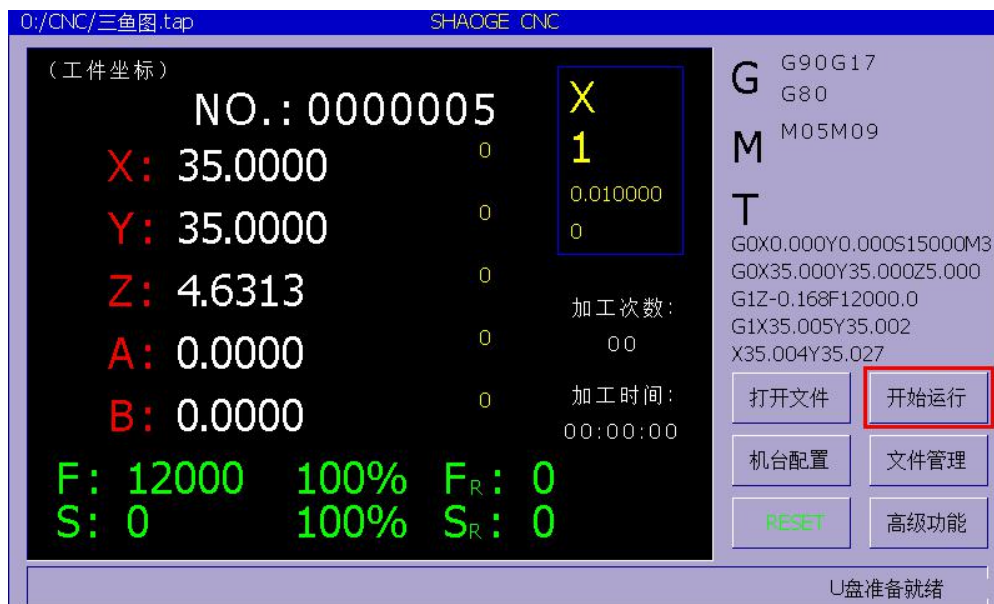 0:/CNC/三鱼图.tap SHAOGE CNC
(工件坐标)
NO.:0000005
X: 35.0000 0
Y: 35.0000 0
Z: 4.6313 0
A: 0.0000 0
B: 0.0000 0
F: 12000 100% FR: 0
S: 0 100% SR: 0
X
1
0.010000
0
加工次数:
00
加工时间:
00:00:00
G G90G17
G80
M M05M09
T
G0X0.000Y0.000S15000M3
G0X35.000Y35.000Z5.000
G1Z-0.168F12000.0
G1X35.005Y35.002
X35.004Y35.027
打开文件 开始运行
机台配置 文件管理
RESET 高级功能
U盘准备就绪